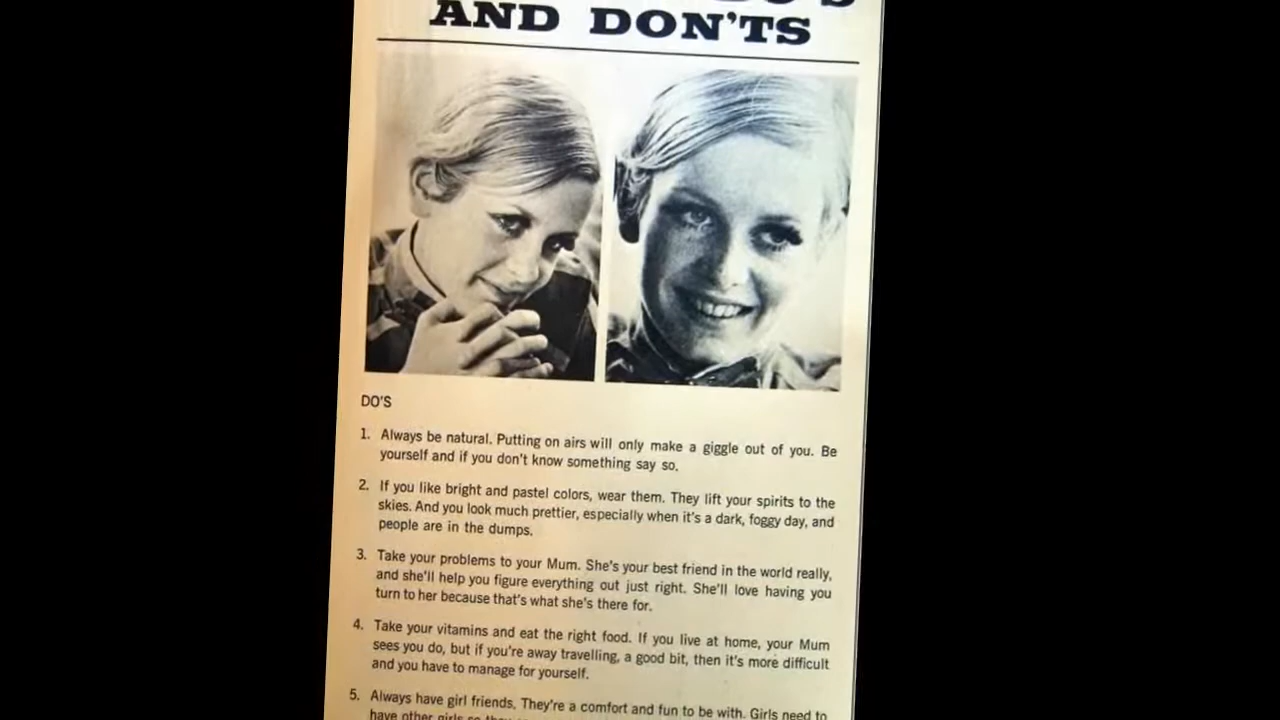 AND DON'TS
DO'S
1. Always be natural. Putting on airs will only make a giggle out of you. Be
yourself and if you don't know something say so.
2. If you like bright and pastel colors, wear them. They lift your spirits to the
skies. And you look much prettier, especially when it's a dark, foggy day, and
people are in the dumps.
3. Take your problems to your Mum. She's your best friend in the world really,
and she'll help you figure everything out just right. She'll love having you
turn to her because that's what she's there for.
4. Take your vitamins and eat the right food. If you live at home, your Mum
sees you do, but if you're away travelling, a good bit, then it's more difficult
and you have to manage for yourself.
5. Always have girl friends. They're a comfort and fun to be with. Girls need to
have other girls so they